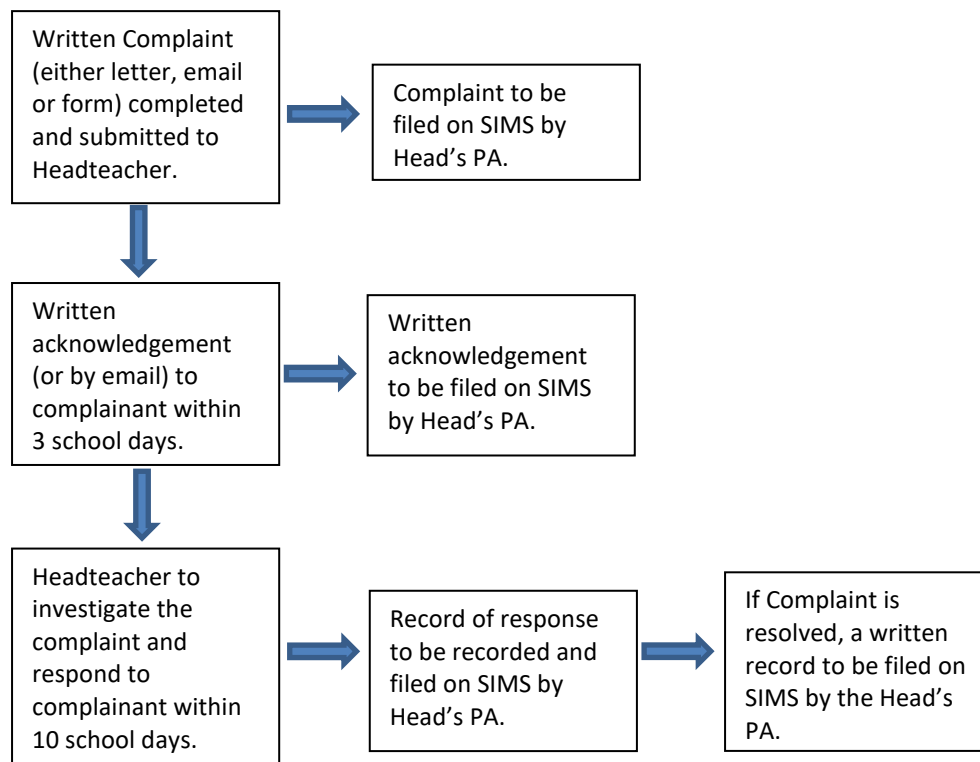 Written Complaint
(either letter, email
or form) completed
and submitted to
Headteacher.
Complaint to be
filed on SIMS by
Head’s PA.
Written
acknowledgement
(or by email) to
complainant within
3 school days.
Written
acknowledgement
to be filed on SIMS
by Head’s PA.
Headteacher to
investigate the
complaint and
respond to
complainant within
10 school days.
Record of response
to be recorded and
filed on SIMS by
Head’s PA.
If Complaint is
resolved, a written
record to be filed on
SIMS by the Head’s
PA.